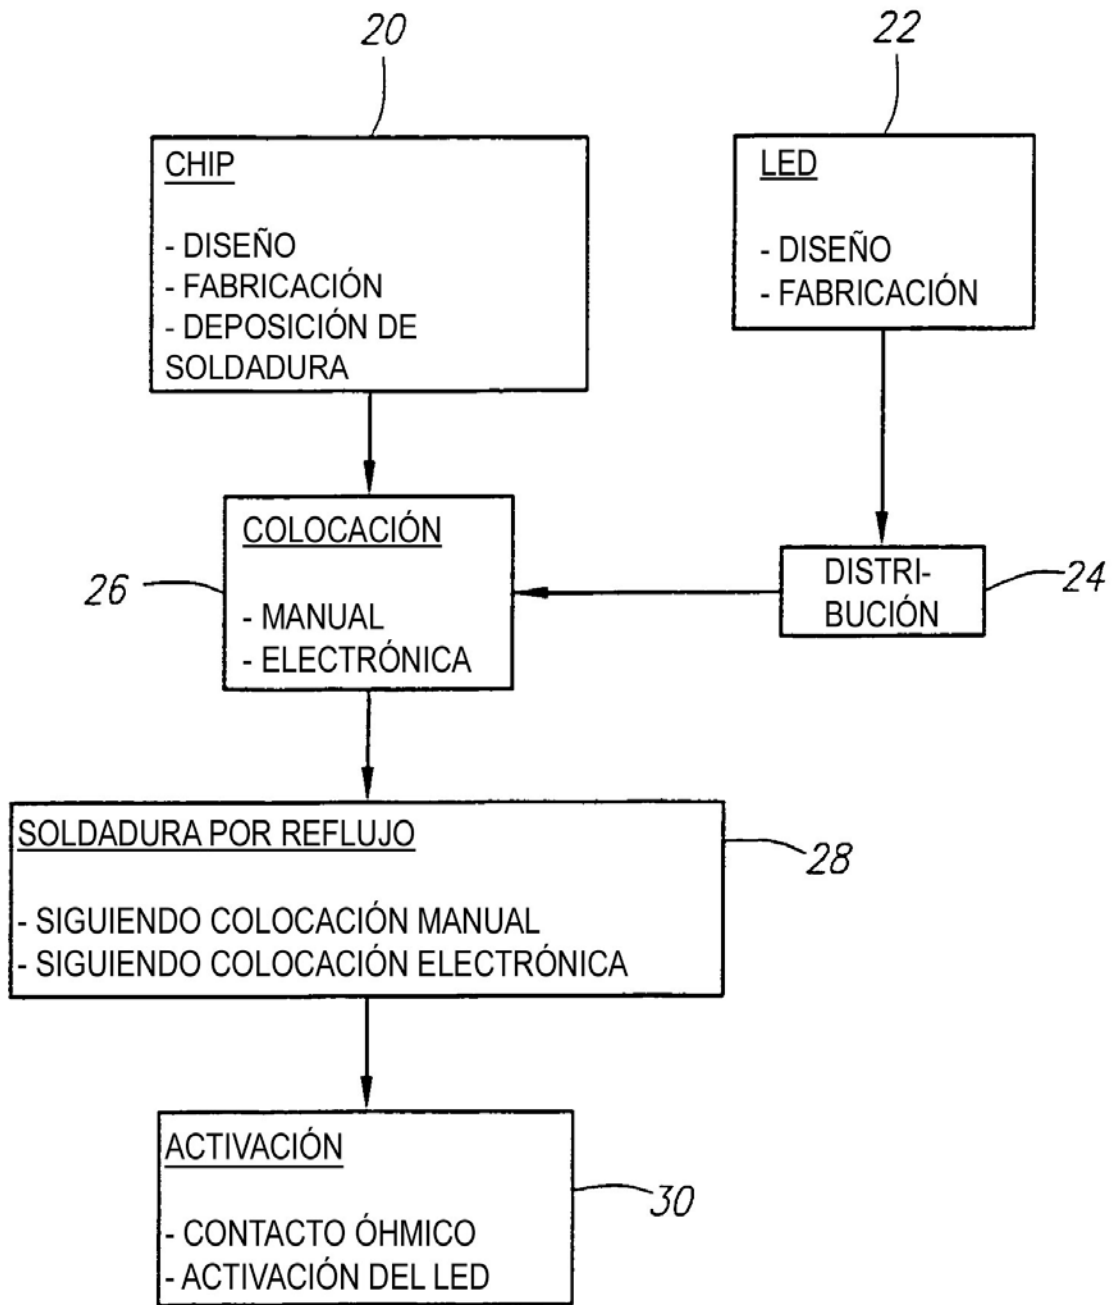 20
22
CHIP
- DISEÑO
- FABRICACIÓN
- DEPOSICIÓN DE
SOLDADURA
LED
- DISEÑO
- FABRICACIÓN
COLOCACIÓN
- MANUAL
- ELECTRÓNICA
26
DISTRI-
BUCIÓN
24
SOLDADURA POR REFLUJO
- SIGUIENDO COLOCACIÓN MANUAL
- SIGUIENDO COLOCACIÓN ELECTRÓNICA
28
ACTIVACIÓN
- CONTACTO ÓHMICO
- ACTIVACIÓN DEL LED
30